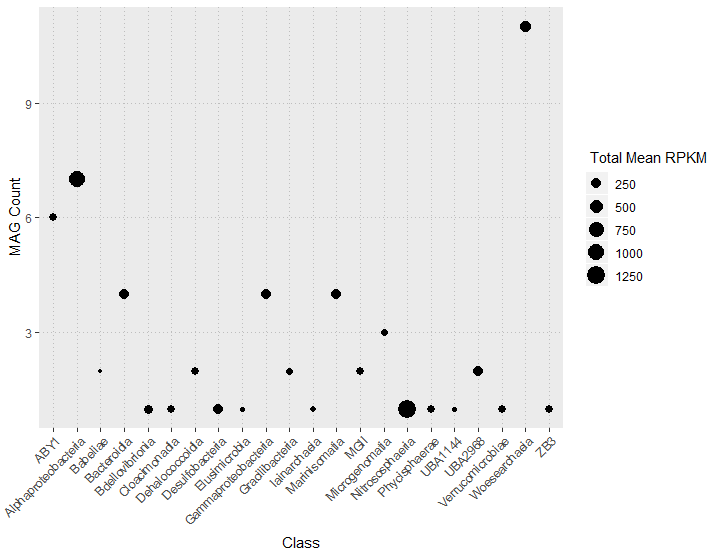 9
6
3
MAG Count
ABY1
Alphaproteobacteria
Babeliae
Bacteroidia
Bdellovibrionia
Cloacimonadia
Dehalococcoidia
Desulfobacteria
Elusimicrobia
Gammaproteobacteria
Gracilibacteria
Iainarchaeia
Marinisomatia
MGII
Microgenomatia
Nitrososphaeria
Phycisphaerae
UBA1144
UBA2968
Verrucomicrobiae
Woesearchaeia
ZB3
Class
Total Mean RPKM
250
500
750
1000
1250